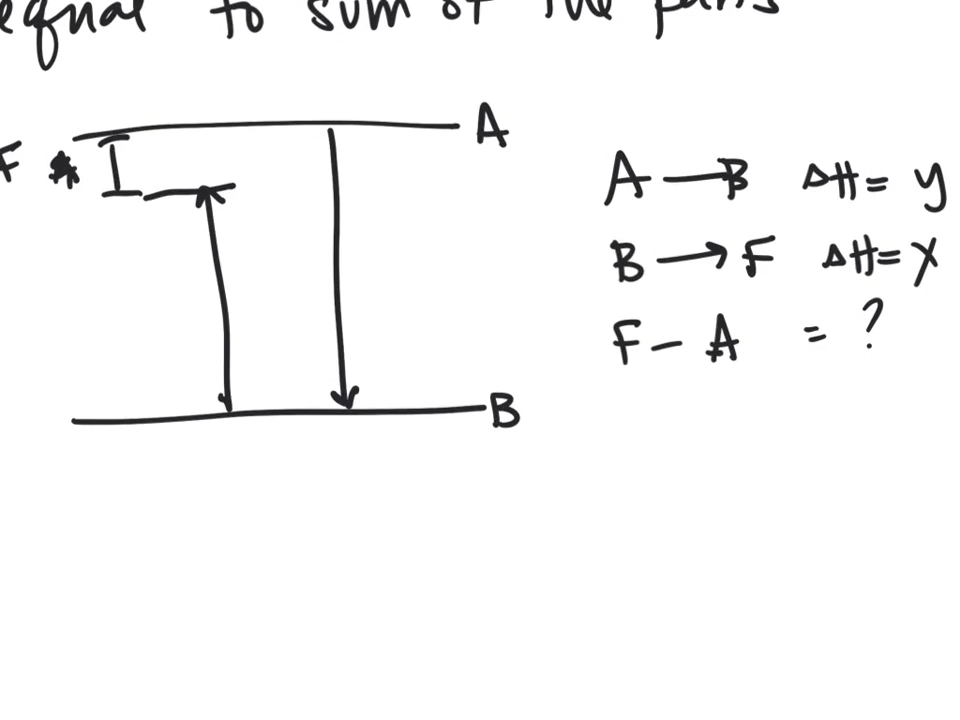 equal to sum of the parts
A
F
A → B ΔH = y
B → F ΔH = x
F - A = ?
B